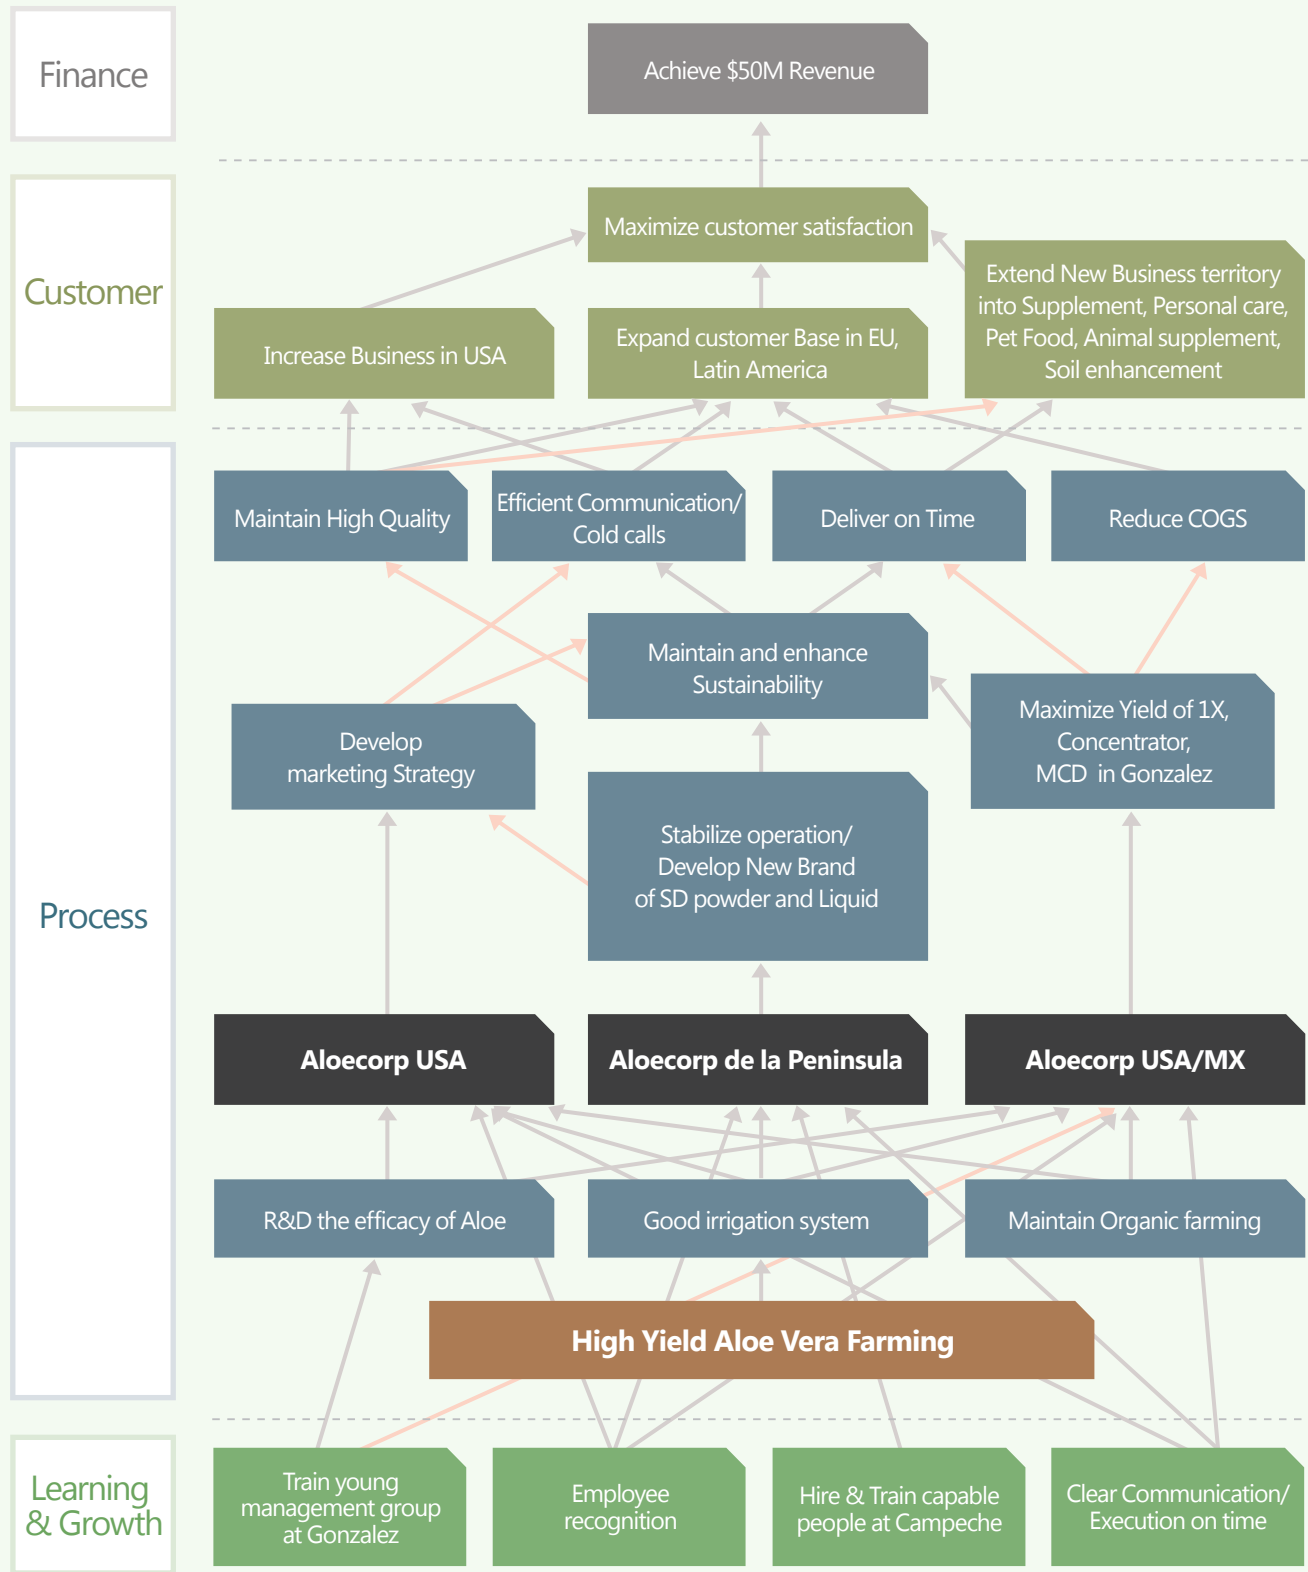 Finance
Achieve $50M Revenue
Customer
Maximize customer satisfaction
Extend New Business territory
into Supplement, Personal care,
Pet Food, Animal supplement,
Soil enhancement
Increase Business in USA
Expand customer Base in EU,
Latin America
Process
Maintain High Quality
Efficient Communication/
Cold calls
Deliver on Time
Reduce COGS
Maintain and enhance
Sustainability
Develop
marketing Strategy
Maximize Yield of 1X,
Concentrator,
MCD in Gonzalez
Stabilize operation/
Develop New Brand
of SD powder and Liquid
Aloecorp USA
Aloecorp de la Peninsula
Aloecorp USA/MX
R&D the efficacy of Aloe
Good irrigation system
Maintain Organic farming
High Yield Aloe Vera Farming
Learning
& Growth
Train young
management group
at Gonzalez
Employee
recognition
Hire & Train capable
people at Campeche
Clear Communication/
Execution on time